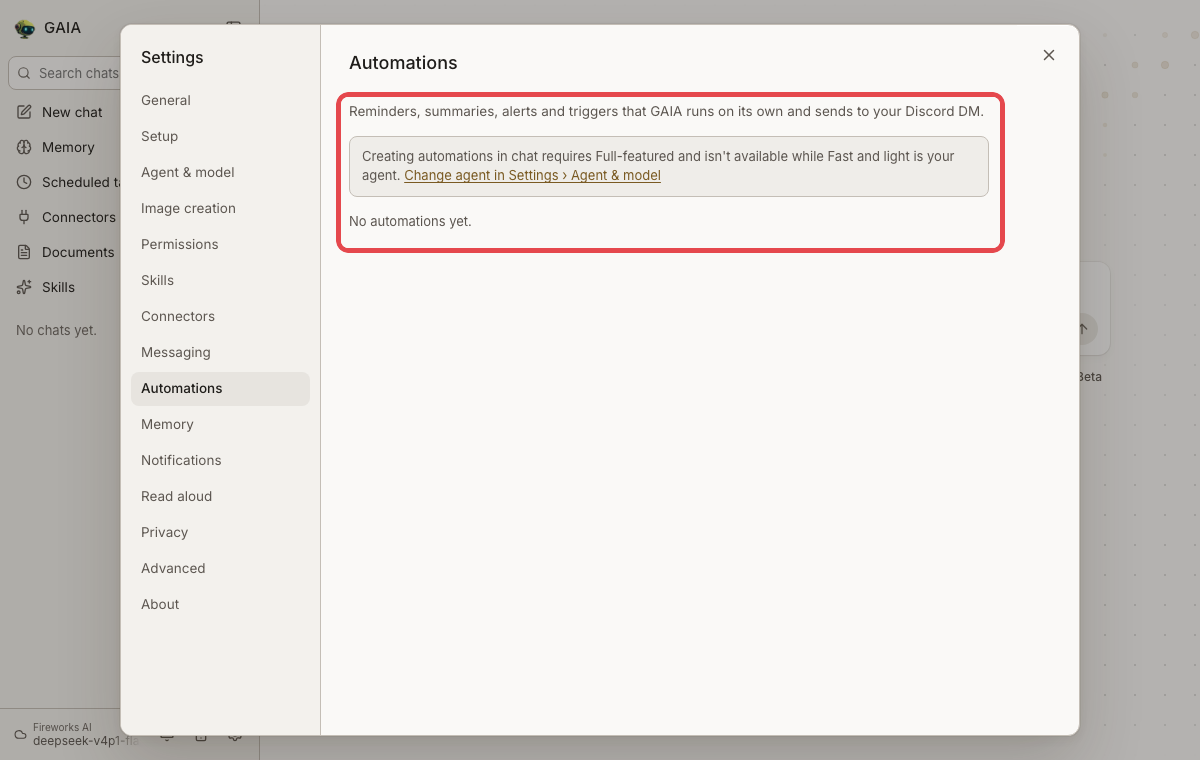 GAIA
Search chats
New chat
Memory
Scheduled
Connectors
Documents
Skills
No chats yet.
Fireworks AI
deepseek-v4p1-fla
Settings
General
Setup
Agent & model
Image creation
Permissions
Skills
Connectors
Messaging
Automations
Memory
Notifications
Read aloud
Privacy
Advanced
About
Automations
Reminders, summaries, alerts and triggers that GAIA runs on its own and sends to your Discord DM.
Creating automations in chat requires Full-featured and isn't available while Fast and light is your
agent. Change agent in Settings › Agent & model
No automations yet.
Beta